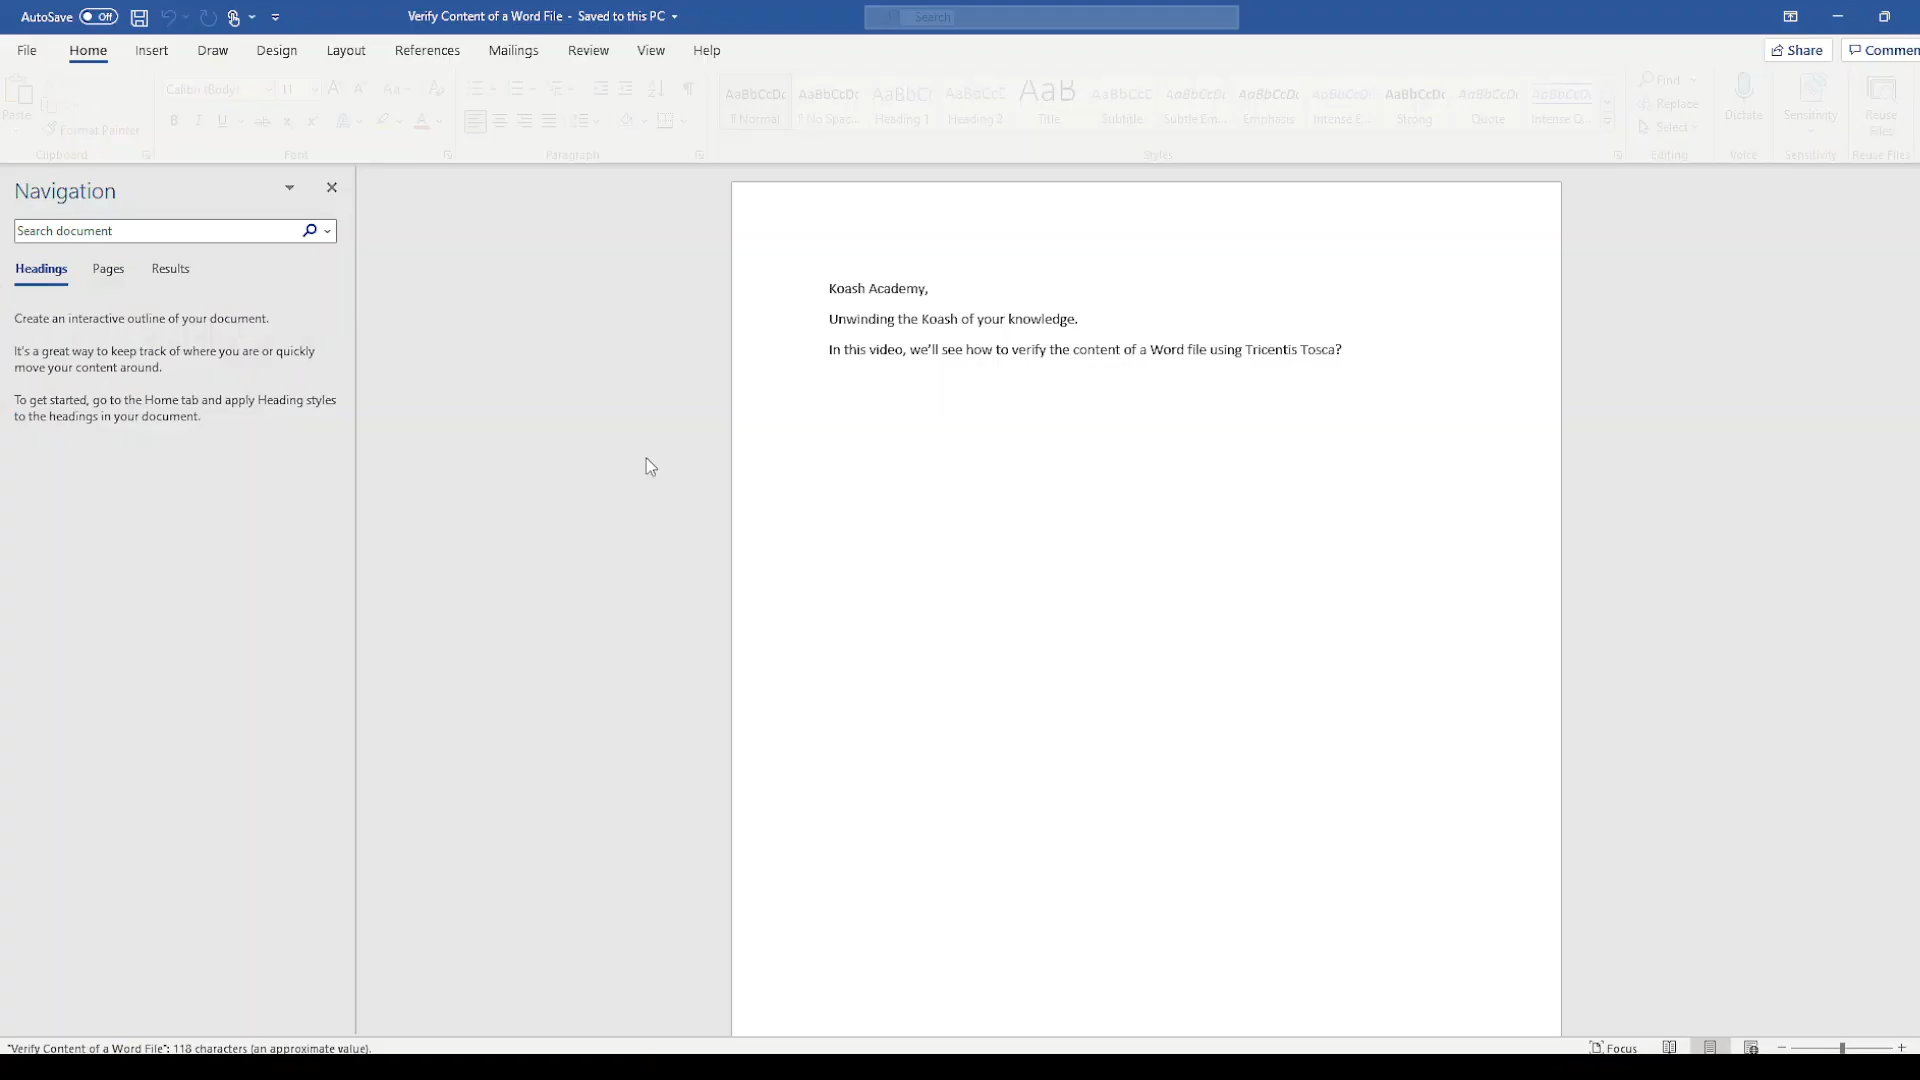 AutoSave Off Verify Content of a Word File - Saved to this PC Search
File Home Insert Draw Design Layout References Mailings Review View Help Share Commen
Paste Format Painter
Calibri (Body) 11 Aa
B I U ab x x A
AaBbCcDc AaBbCcDc AaBbC AaBbCcC AaB AaBbCcC AaBbCcDc AaBbCcDc AaBbCcDc AaBbCcDc AaBbCcDc AaBbCcDc
¶ Normal ¶ No Spac... Heading 1 Heading 2 Title Subtitle Subtle Em... Emphasis Intense E... Strong Quote Intense Q...
Find
Replace
Select
Dictate Sensitivity Reuse
Files
Clipboard Font Paragraph Styles Editing Voice Sensitivity Reuse Files
Navigation
Search document
Headings Pages Results
Create an interactive outline of your document.
It's a great way to keep track of where you are or quickly
move your content around.
To get started, go to the Home tab and apply Heading styles
to the headings in your document.
Koash Academy,
Unwinding the Koash of your knowledge.
In this video, we'll see how to verify the content of a Word file using Tricentis Tosca?
"Verify Content of a Word File": 118 characters (an approximate value). Focus